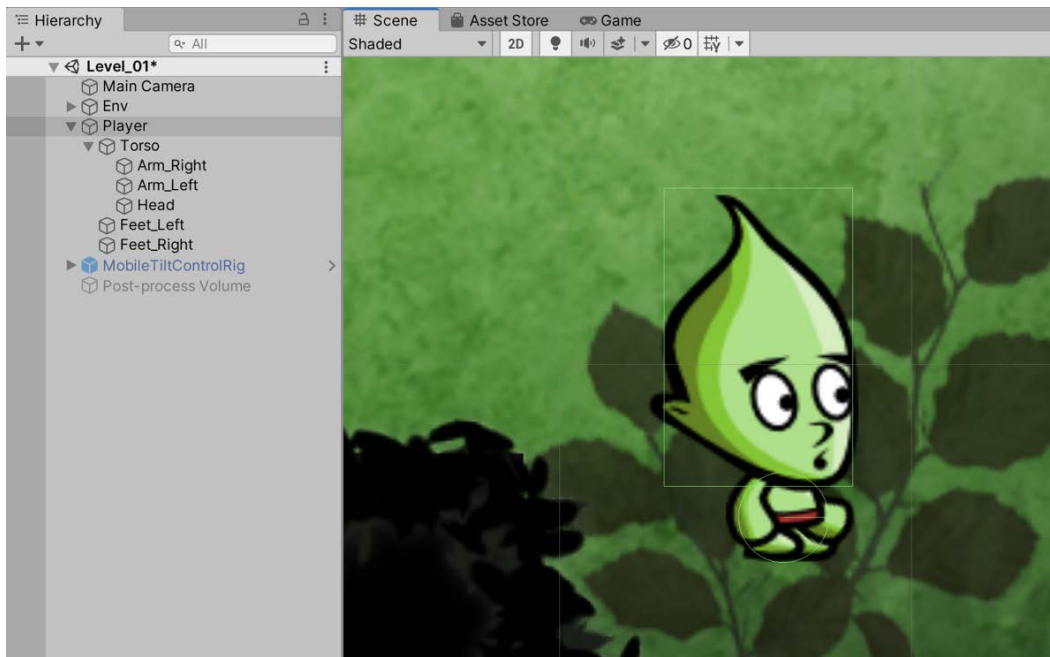 Hierarchy
All
Level_01*
Main Camera
Env
Player
Torso
Arm_Right
Arm_Left
Head
Feet_Left
Feet_Right
MobileTiltControlRig
Post-process Volume
Scene Asset Store Game
Shaded 2D 0